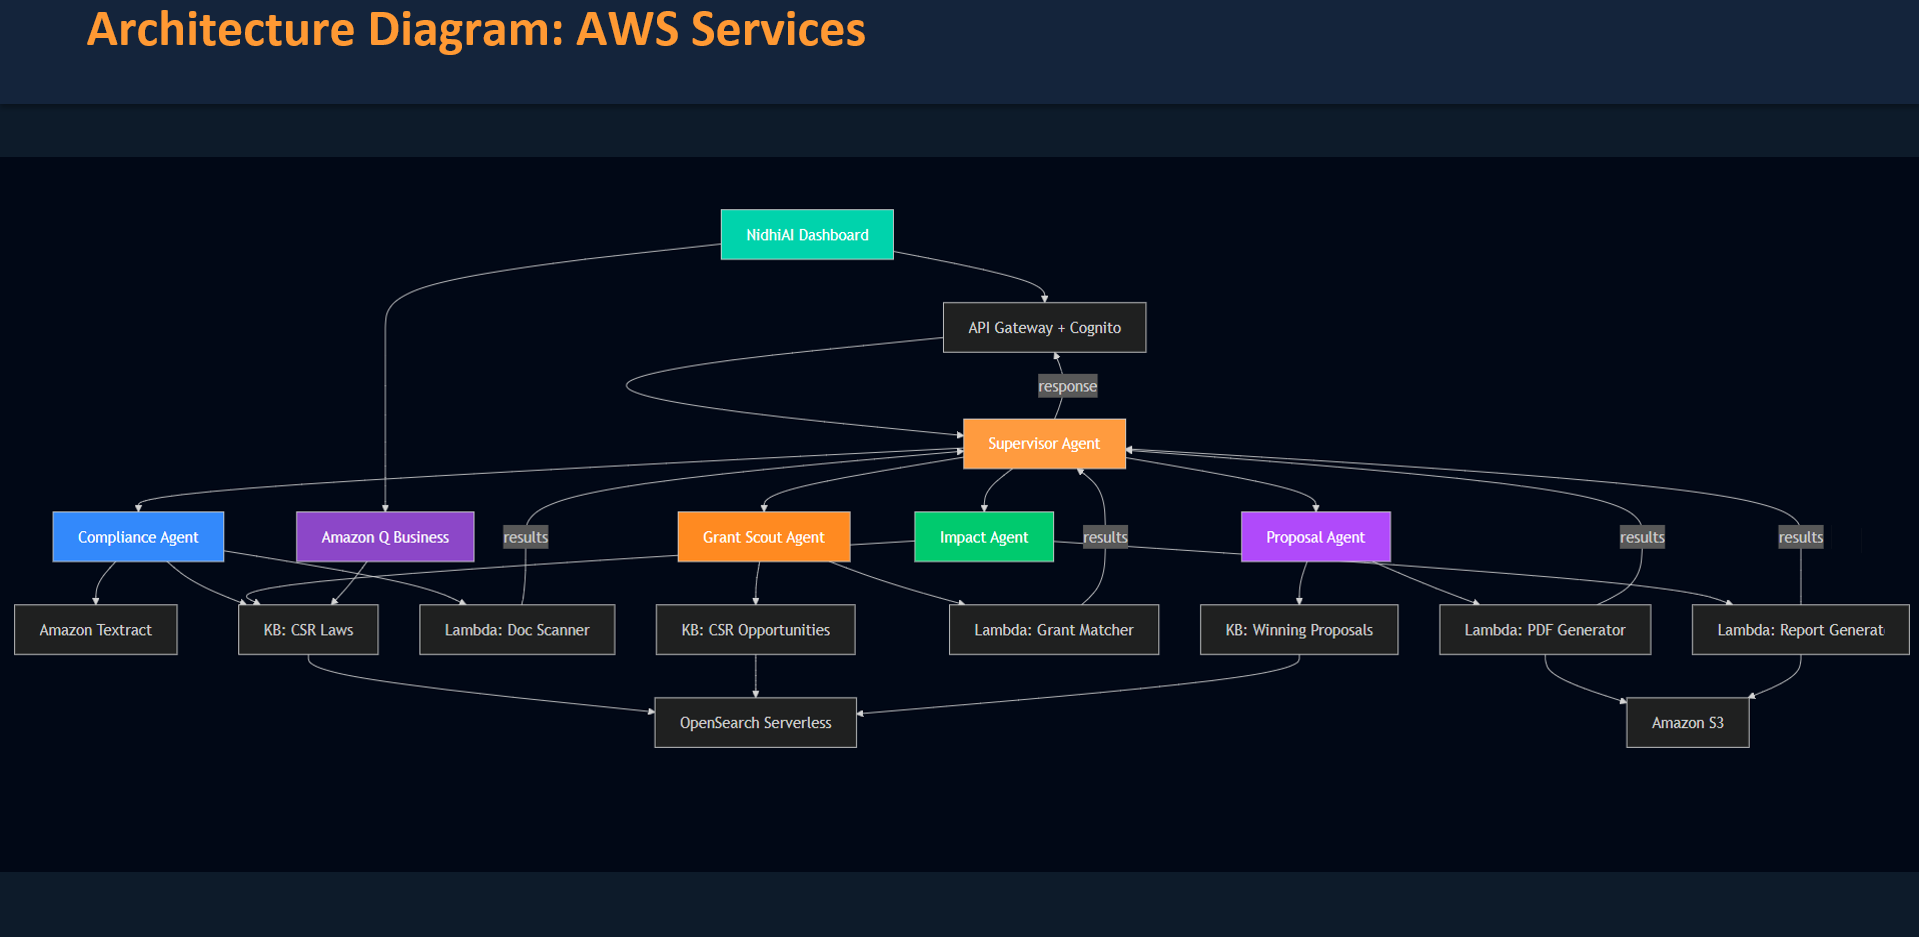 Architecture Diagram: AWS Services
NidhiAI Dashboard
API Gateway + Cognito
response
Supervisor Agent
Compliance Agent
Amazon Q Business
results
Grant Scout Agent
Impact Agent
results
Proposal Agent
results
results
Amazon Textract
KB: CSR Laws
Lambda: Doc Scanner
KB: CSR Opportunities
Lambda: Grant Matcher
KB: Winning Proposals
Lambda: PDF Generator
Lambda: Report Generat
OpenSearch Serverless
Amazon S3